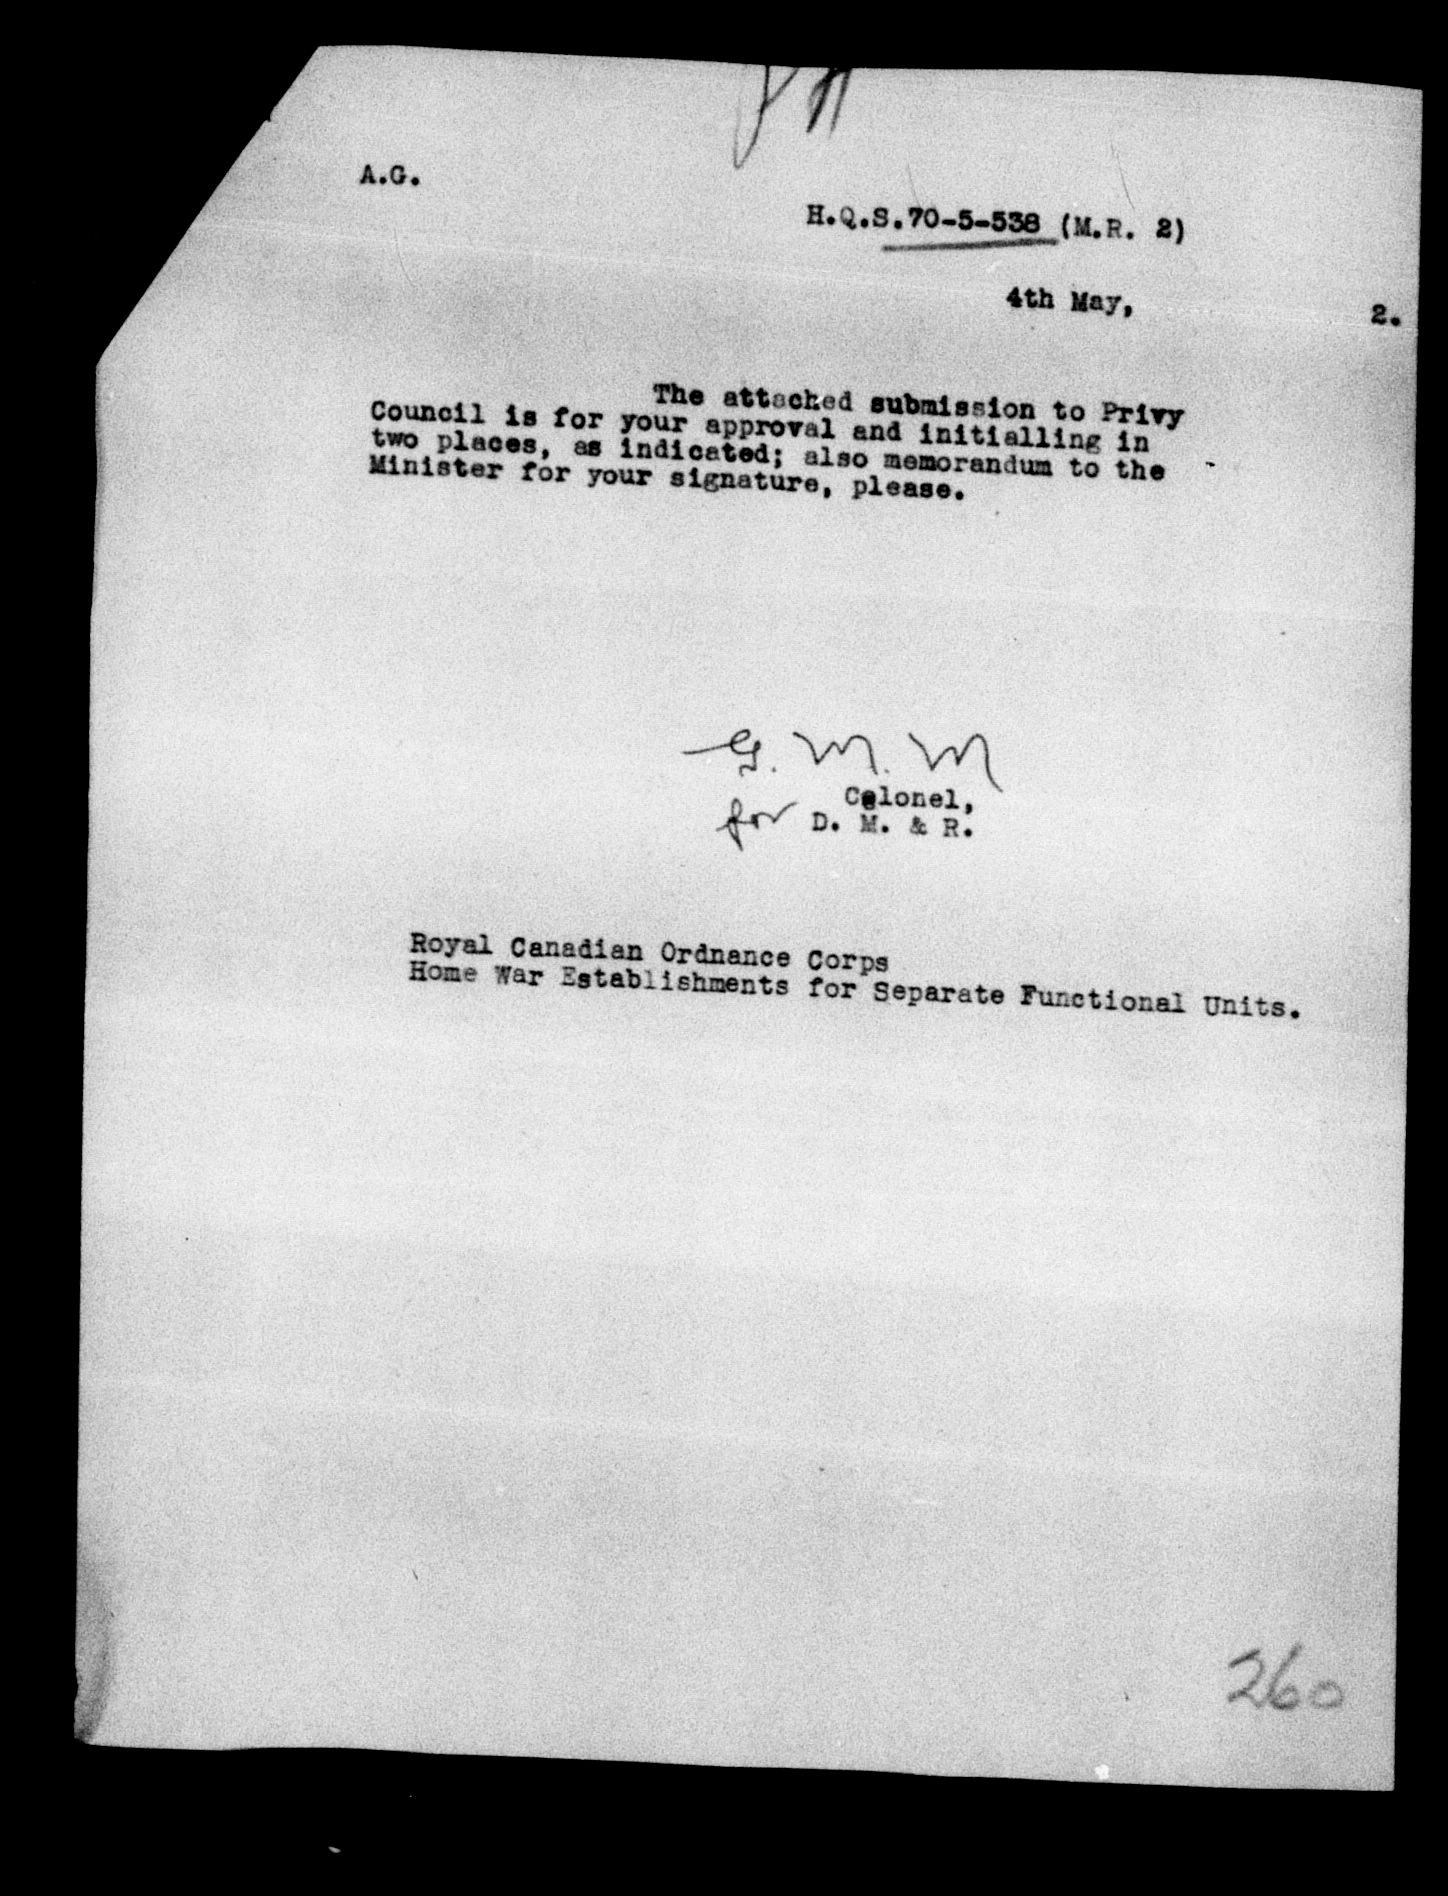 A.G.
H.Q.S.70-5-538 (M.R. 2)
4th May, 2.
The attached submission to Privy
Council is for your approval and initialling in
two places, as indicated; also memorandum to the
Minister for your signature, please.
G. M. M
Colonel,
for D. M. & R.
Royal Canadian Ordnance Corps
Home War Establishments for Separate Functional Units.
260